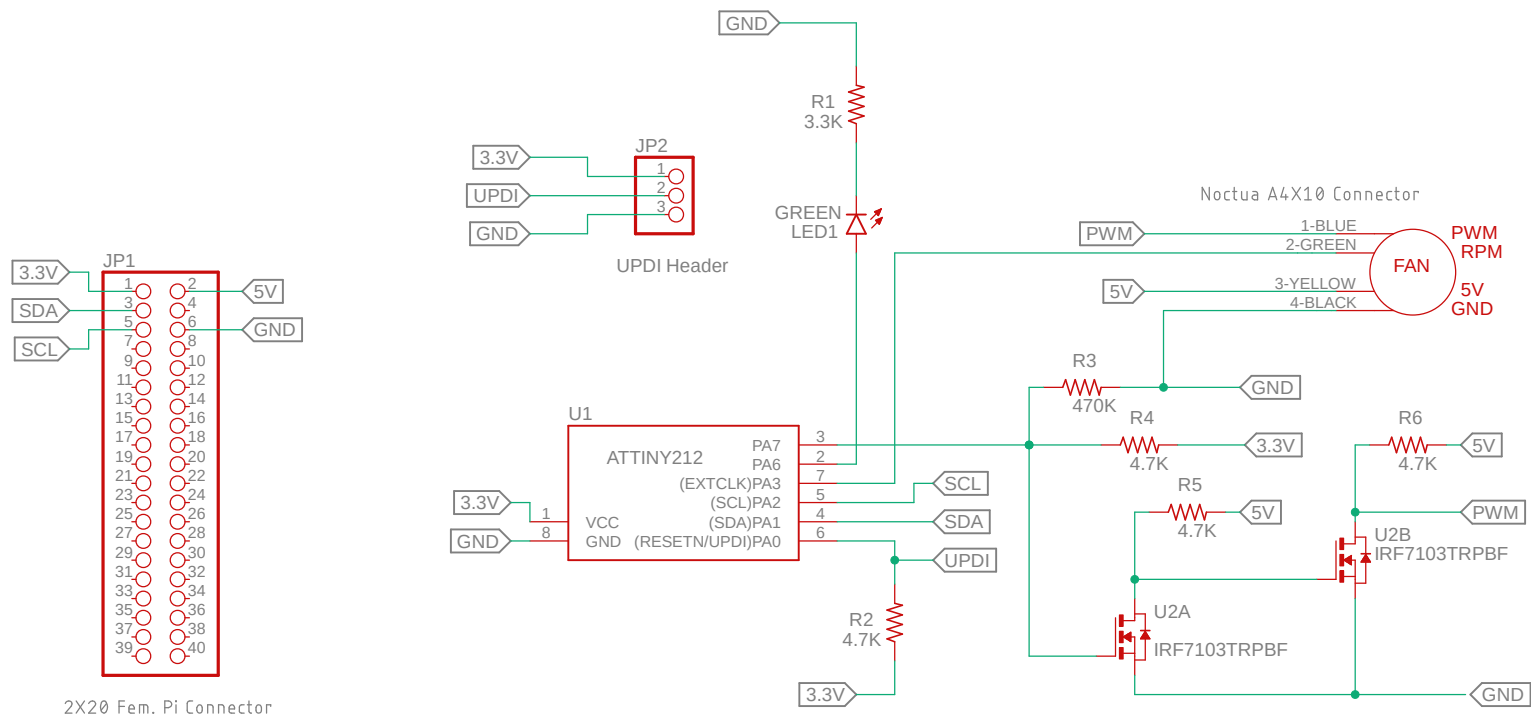 GND
R1
3.3K
GREEN
LED1
JP2
3.3V
UPDI
GND
1
2
3
UPDI Header
Noctua A4X10 Connector
PWM
5V
1-BLUE
2-GREEN
3-YELLOW
4-BLACK
FAN
PWM
RPM
5V
GND
JP1
3.3V
SDA
SCL
5V
GND
1 2
3 4
5 6
7 8
9 10
11 12
13 14
15 16
17 18
19 20
21 22
23 24
25 26
27 28
29 30
31 32
33 34
35 36
37 38
39 40
2X20 Fem. Pi Connector
U1
ATTINY212
3.3V
GND
1
8
VCC
GND
PA7 3
PA6 2
(EXTCLK)PA3 7
(SCL)PA2 5
(SDA)PA1 4
(RESETN/UPDI)PA0 6
SCL
SDA
UPDI
R2
4.7K
3.3V
R3
470K
GND
R4
4.7K
3.3V
R5
4.7K
5V
R6
4.7K
5V
PWM
U2B
IRF7103TRPBF
U2A
IRF7103TRPBF
GND